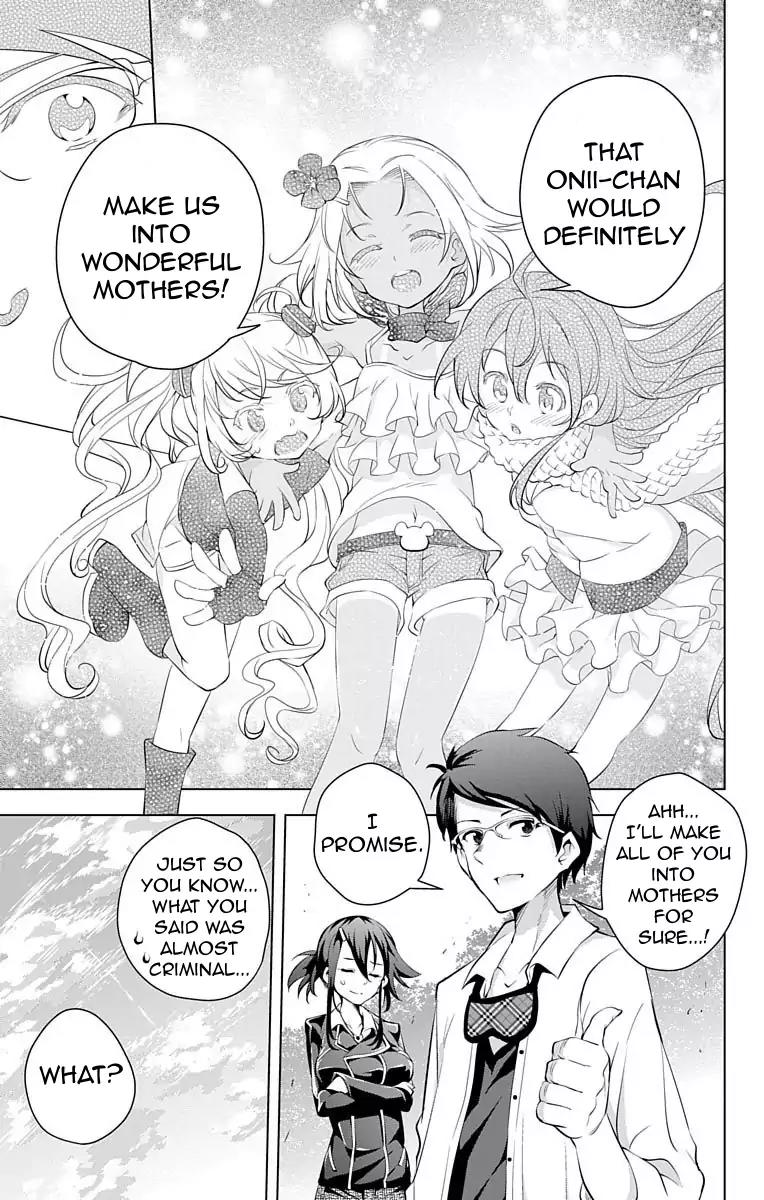 THAT
ONII-CHAN
WOULD
DEFINITELY
MAKE US
INTO
WONDERFUL
MOTHERS!
AHH...
I'LL MAKE
ALL OF YOU
INTO
MOTHERS
FOR
SURE...!
I
PROMISE.
JUST SO
YOU KNOW...
WHAT YOU
SAID WAS
ALMOST
CRIMINAL...
WHAT?